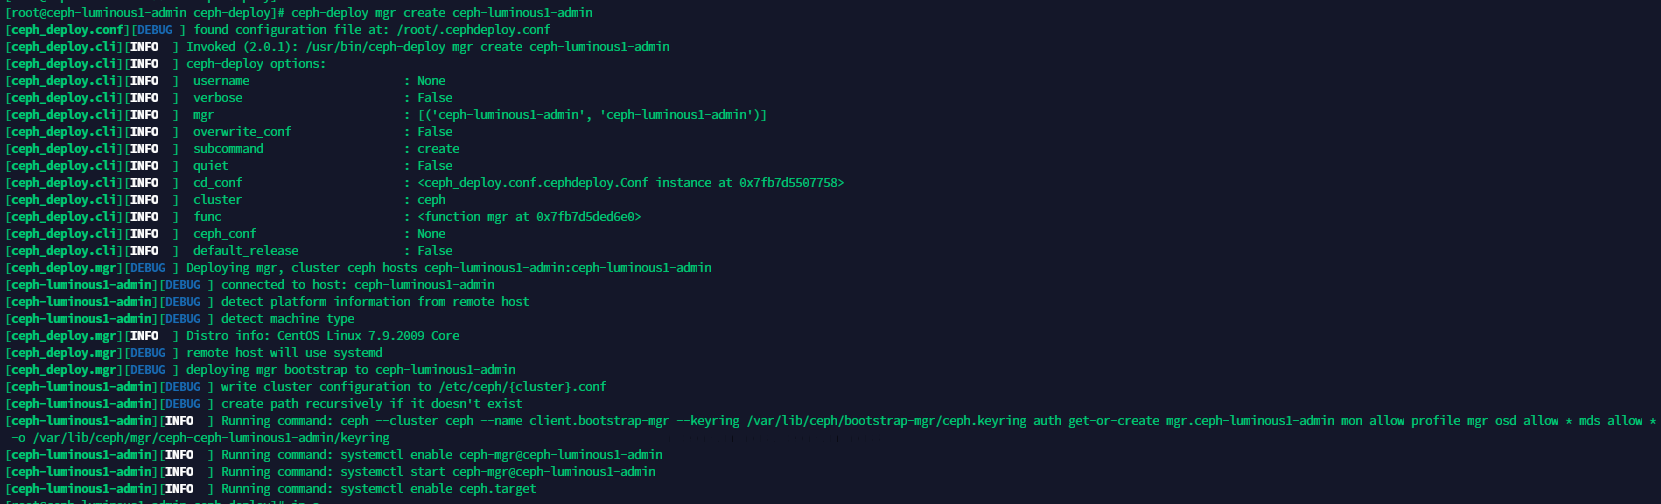 [root@ceph-luminous1-admin ceph-deploy]# ceph-deploy mgr create ceph-luminous1-admin
[ceph_deploy.conf][DEBUG ] found configuration file at: /root/.cephdeploy.conf
[ceph_deploy.cli][INFO  ] Invoked (2.0.1): /usr/bin/ceph-deploy mgr create ceph-luminous1-admin
[ceph_deploy.cli][INFO  ] ceph-deploy options:
[ceph_deploy.cli][INFO  ]  username                      : None
[ceph_deploy.cli][INFO  ]  verbose                       : False
[ceph_deploy.cli][INFO  ]  mgr                           : [('ceph-luminous1-admin', 'ceph-luminous1-admin')]
[ceph_deploy.cli][INFO  ]  overwrite_conf                : False
[ceph_deploy.cli][INFO  ]  subcommand                    : create
[ceph_deploy.cli][INFO  ]  quiet                         : False
[ceph_deploy.cli][INFO  ]  cd_conf                       : <ceph_deploy.conf.cephdeploy.Conf instance at 0x7fb7d5507758>
[ceph_deploy.cli][INFO  ]  cluster                       : ceph
[ceph_deploy.cli][INFO  ]  func                          : <function mgr at 0x7fb7d5ded6e0>
[ceph_deploy.cli][INFO  ]  ceph_conf                     : None
[ceph_deploy.cli][INFO  ]  default_release               : False
[ceph_deploy.mgr][DEBUG ] Deploying mgr, cluster ceph hosts ceph-luminous1-admin:ceph-luminous1-admin
[ceph-luminous1-admin][DEBUG ] connected to host: ceph-luminous1-admin
[ceph-luminous1-admin][DEBUG ] detect platform information from remote host
[ceph-luminous1-admin][DEBUG ] detect machine type
[ceph_deploy.mgr][INFO  ] Distro info: CentOS Linux 7.9.2009 Core
[ceph_deploy.mgr][DEBUG ] remote host will use systemd
[ceph_deploy.mgr][DEBUG ] deploying mgr bootstrap to ceph-luminous1-admin
[ceph-luminous1-admin][DEBUG ] write cluster configuration to /etc/ceph/{cluster}.conf
[ceph-luminous1-admin][DEBUG ] create path recursively if it doesn't exist
[ceph-luminous1-admin][INFO  ] Running command: ceph --cluster ceph --name client.bootstrap-mgr --keyring /var/lib/ceph/bootstrap-mgr/ceph.keyring auth get-or-create mgr.ceph-luminous1-admin mon allow profile mgr osd allow * mds allow *
-o /var/lib/ceph/mgr/ceph-ceph-luminous1-admin/keyring
[ceph-luminous1-admin][INFO  ] Running command: systemctl enable ceph-mgr@ceph-luminous1-admin
[ceph-luminous1-admin][INFO  ] Running command: systemctl start ceph-mgr@ceph-luminous1-admin
[ceph-luminous1-admin][INFO  ] Running command: systemctl enable ceph.target